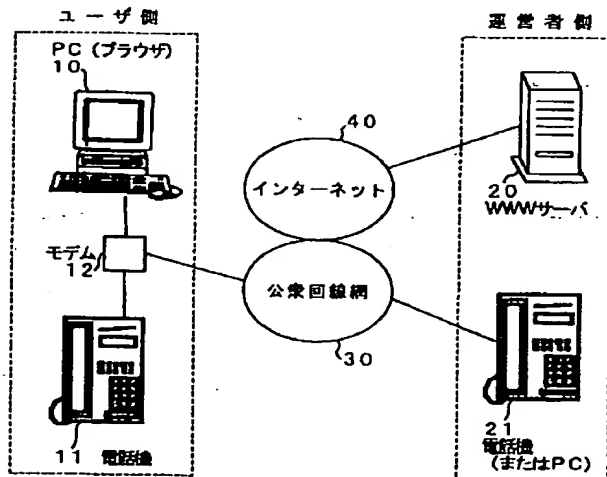 ユーザ側
PC(ブラウザ)
10
モデム
12
11 電話機
40
インターネット
公衆回線網
30
運営者側
20
WWWサーバ
21
電話機
(またはPC)